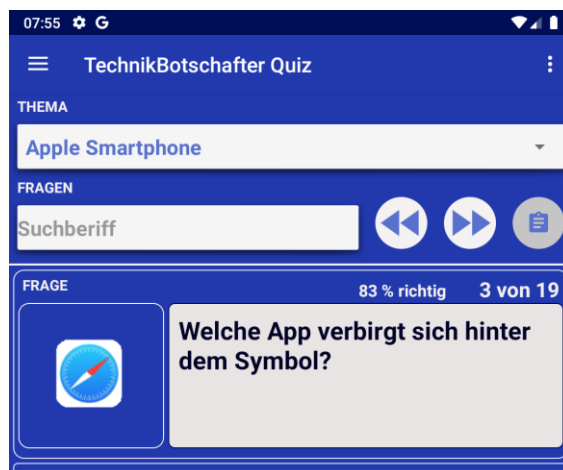 07:55 G
TechnikBotschafter Quiz
THEMA
Apple Smartphone
FRAGEN
Suchberiff
FRAGE
83 % richtig 3 von 19
Welche App verbirgt sich hinter
dem Symbol?